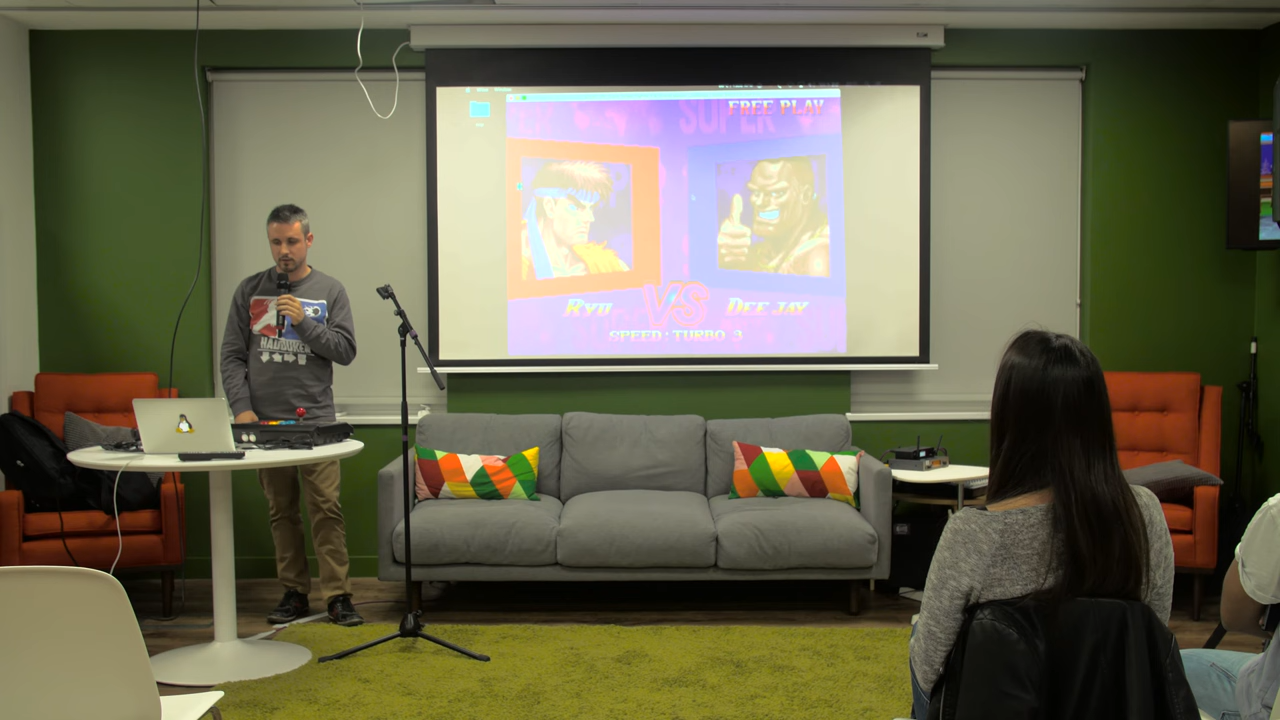 FREE PLAY
SUPER
RYU
VS
DEE JAY
SPEED:TURBO 3
HADOUKEN